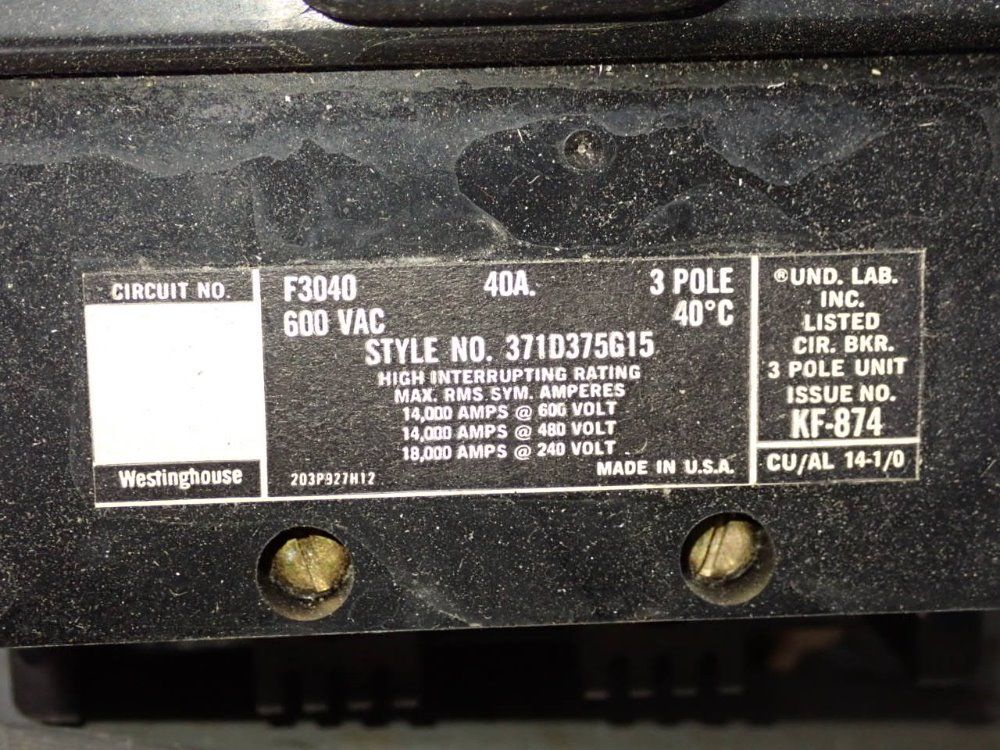 CIRCUIT NO.
Westinghouse
F3040 40A. 3 POLE
600 VAC 40°C
STYLE NO. 371D375G15
HIGH INTERRUPTING RATING
MAX. RMS SYM. AMPERES
14,000 AMPS @ 600 VOLT
14,000 AMPS @ 480 VOLT
18,000 AMPS @ 240 VOLT
203P927H12 MADE IN U.S.A.
®UND. LAB.
INC.
LISTED
CIR. BKR.
3 POLE UNIT
ISSUE NO.
KF-874
CU/AL 14-1/0